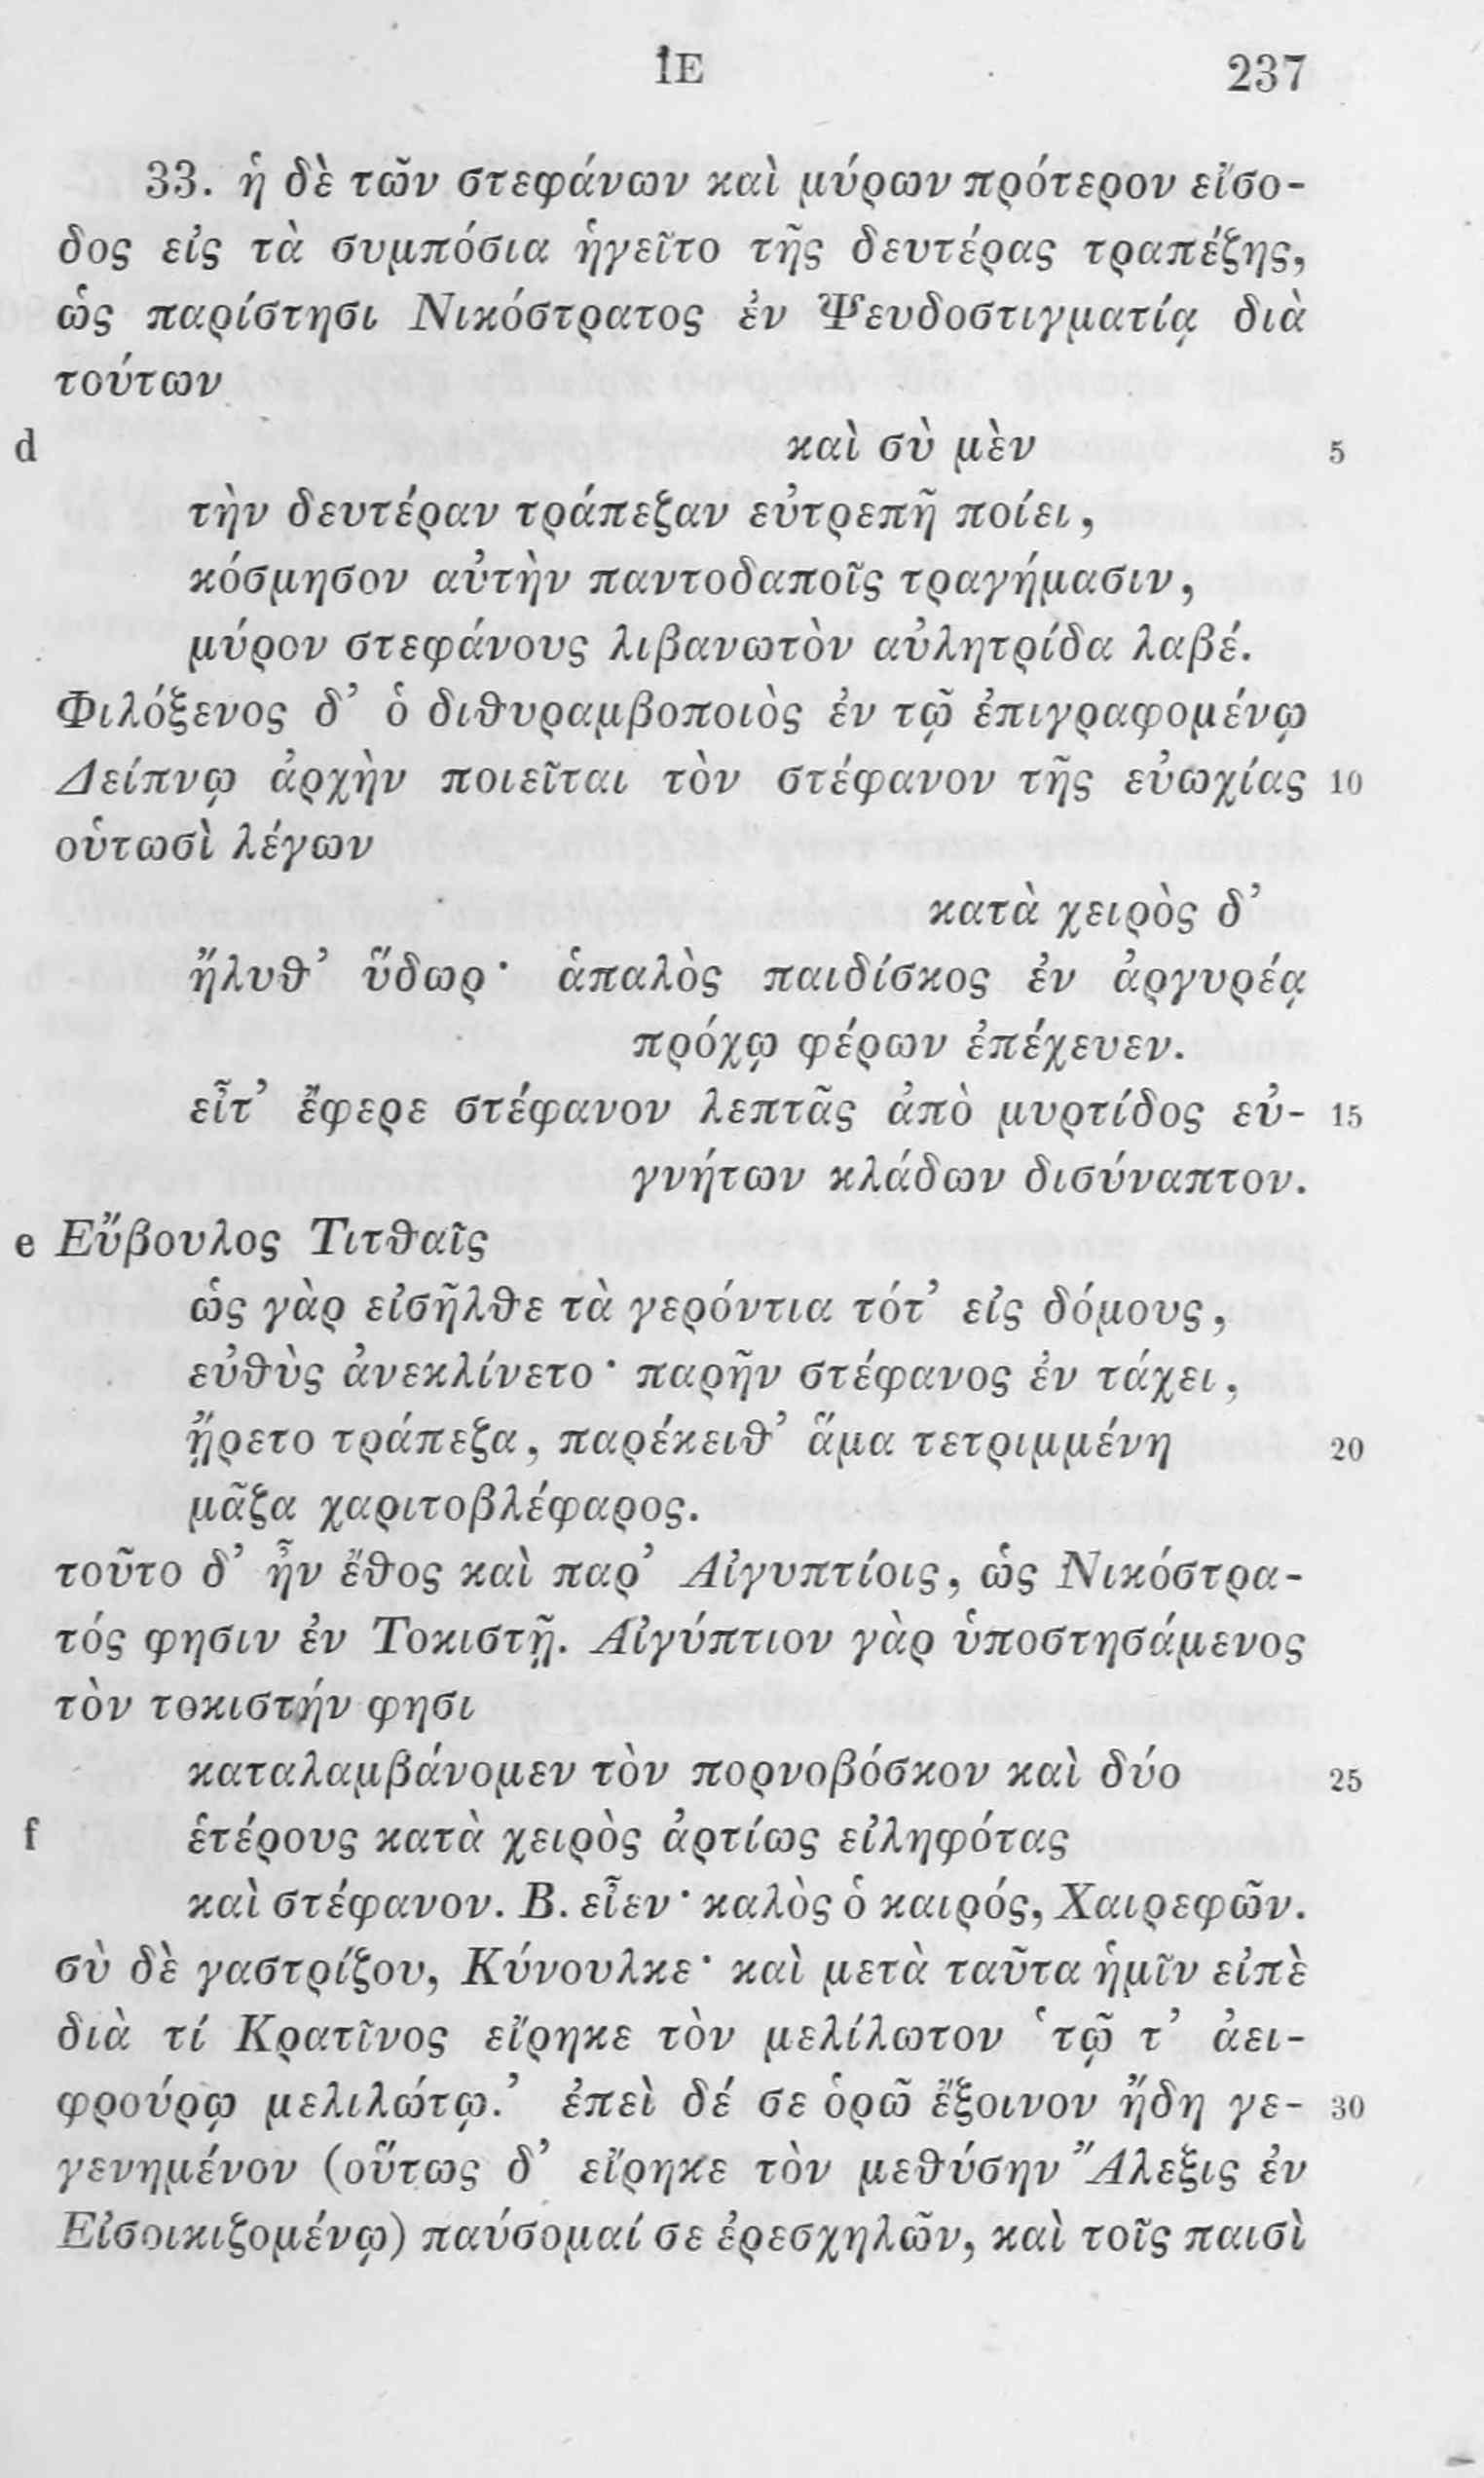 ΙΕ 237
33. ἡ δὲ τῶν στεφάνων καὶ μύρων πρότερον εἴσο-
δος εἰς τὰ συμπόσια ἡγεῖτο τῆς δευτέρας τραπέζης,
ὡς παρίστησι Νικόστρατος ἐν Ψευδοστιγματίᾳ διὰ
τούτων
d καὶ σὺ μὲν 5
τὴν δευτέραν τράπεζαν εὐτρεπῆ ποίει,
κόσμησον αὐτὴν παντοδαποῖς τραγήμασιν,
μύρον στεφάνους λιβανωτὸν αὐλητρίδα λαβέ.
Φιλόξενος δ’ ὁ διθυραμβοποιὸς ἐν τῷ ἐπιγραφομένῳ
Δείπνῳ ἀρχὴν ποιεῖται τὸν στέφανον τῆς εὐωχίας 10
οὑτωσὶ λέγων
κατὰ χειρὸς δ’
ἤλυθ’ ὕδωρ· ἁπαλὸς παιδίσκος ἐν ἀργυρέᾳ
πρόχῳ φέρων ἐπέχευεν.
εἶτ’ ἔφερε στέφανον λεπτᾶς ἀπὸ μυρτίδος εὐ- 15
γνήτων κλάδων δισύναπτον.
e Εὔβουλος Τιτθαῖς
ὡς γὰρ εἰσῆλθε τὰ γερόντια τότ’ εἰς δόμους,
εὐθὺς ἀνεκλίνετο· παρῆν στέφανος ἐν τάχει,
ᾔρετο τράπεζα, παρέκειθ’ ἅμα τετριμμένη 20
μᾶζα χαριτοβλέφαρος.
τοῦτο δ’ ἦν ἔθος καὶ παρ’ Αἰγυπτίοις, ὡς Νικόστρα-
τός φησιν ἐν Τοκιστῇ. Αἰγύπτιον γὰρ ὑποστησάμενος
τὸν τοκιστήν φησι
καταλαμβάνομεν τὸν πορνοβόσκον καὶ δύο 25
f ἑτέρους κατὰ χειρὸς ἀρτίως εἰληφότας
καὶ στέφανον. Β. εἶεν· καλὸς ὁ καιρός, Χαιρεφῶν.
σὺ δὲ γαστρίζου, Κύνουλκε· καὶ μετὰ ταῦτα ἡμῖν εἰπὲ
διὰ τί Κρατῖνος εἴρηκε τὸν μελίλωτον ‘τῷ τ’ ἀει-
φρούρῳ μελιλώτῳ.’ ἐπεὶ δέ σε ὁρῶ ἔξοινον ἤδη γε- 30
γενημένον (οὕτως δ’ εἴρηκε τὸν μεθύσην Ἄλεξις ἐν
Εἰσοικιζομένῳ) παύσομαί σε ἐρεσχηλῶν, καὶ τοῖς παισὶ